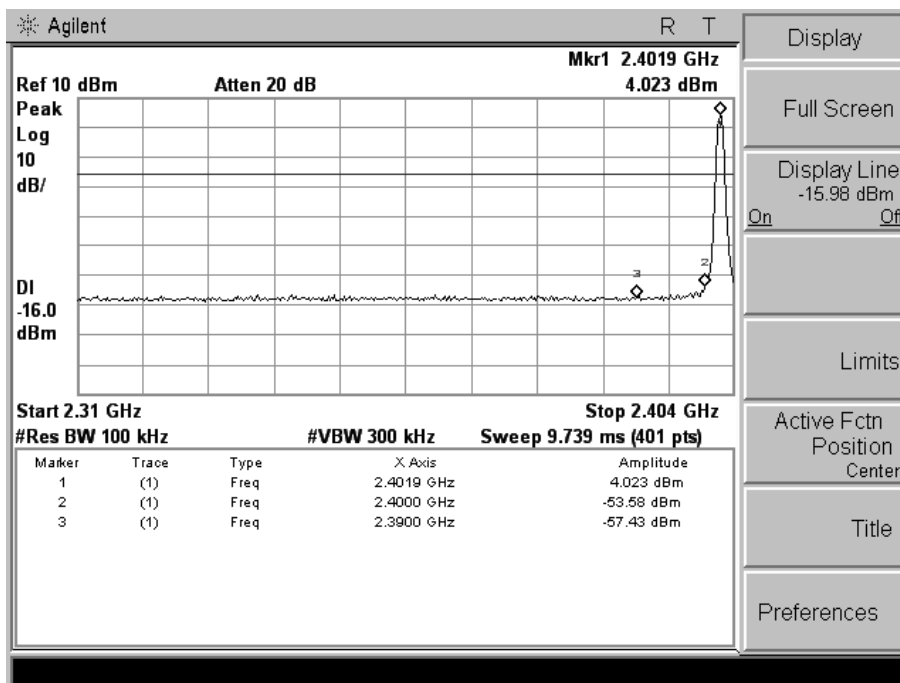 Agilent R T
Mkr1 2.4019 GHz
Ref 10 dBm Atten 20 dB 4.023 dBm
Peak
Log
10
dB/
DI
-16.0
dBm
3
2
Start 2.31 GHz Stop 2.404 GHz
#Res BW 100 kHz #VBW 300 kHz Sweep 9.739 ms (401 pts)
Marker Trace Type X Axis Amplitude
1 (1) Freq 2.4019 GHz 4.023 dBm
2 (1) Freq 2.4000 GHz -53.58 dBm
3 (1) Freq 2.3900 GHz -57.43 dBm
Display
Full Screen
Display Line
-15.98 dBm
On Off
Limits
Active Fctn
Position
Center
Title
Preferences